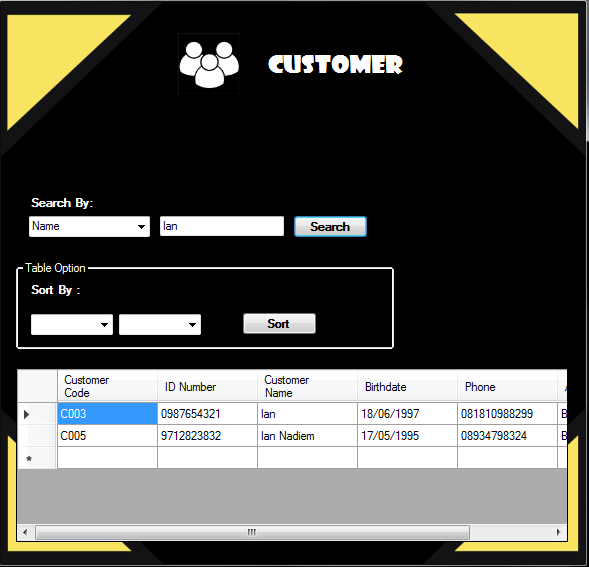 CUSTOMER
Search By:
Name Ian Search
Table Option
Sort By :
Sort
Customer Code ID Number Customer Name Birthdate Phone
C003 0987654321 Ian 18/06/1997 081810988299 B
C005 9712823832 Ian Nadiem 17/05/1995 08934798324 B
*